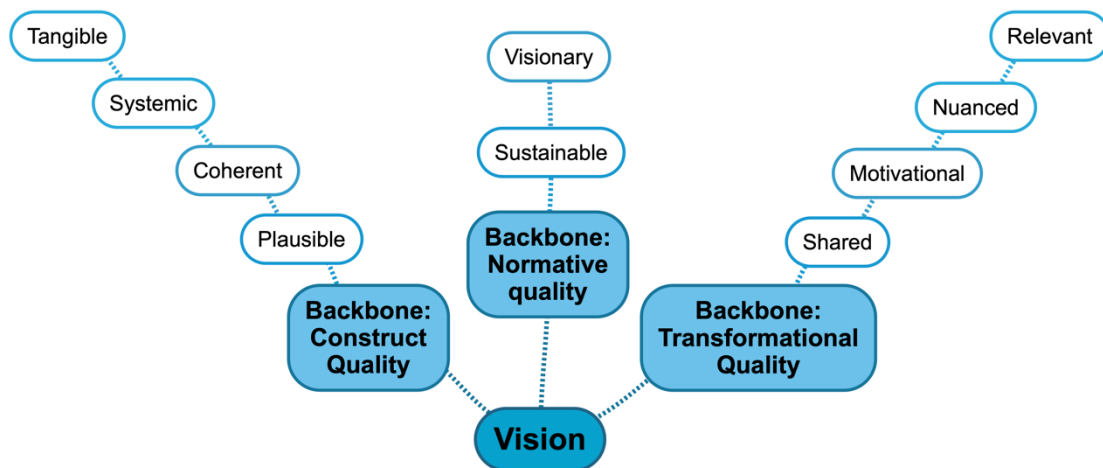 Tangible
Systemic
Coherent
Plausible
Backbone:
Construct
Quality
Visionary
Sustainable
Backbone:
Normative
quality
Relevant
Nuanced
Motivational
Shared
Backbone:
Transformational
Quality
Vision